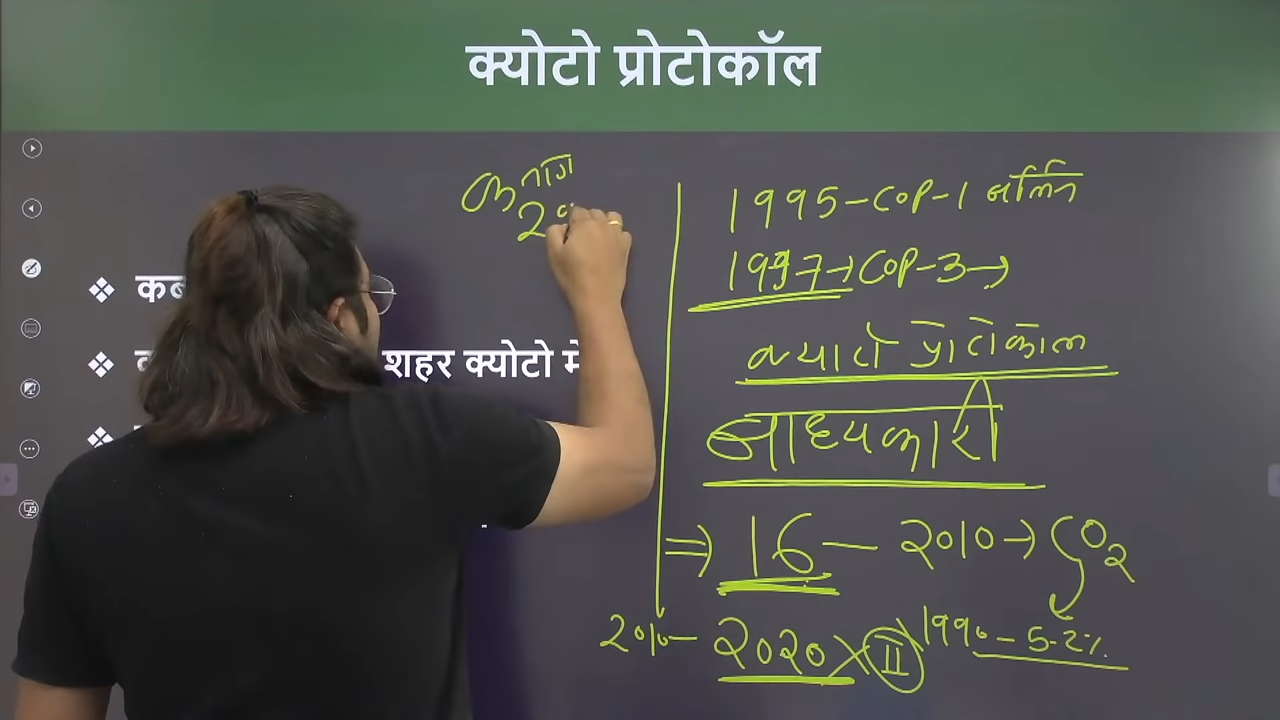 क्योटो प्रोटोकॉल
1995-COP-1 बर्लिन
1997→COP-3→
क्योटो प्रोटोकॉल
बाध्यकारी
⇒ 16 - 2010 → CO2
1990 - 5.2%
2010- 2020 X II
शहर क्योटो में